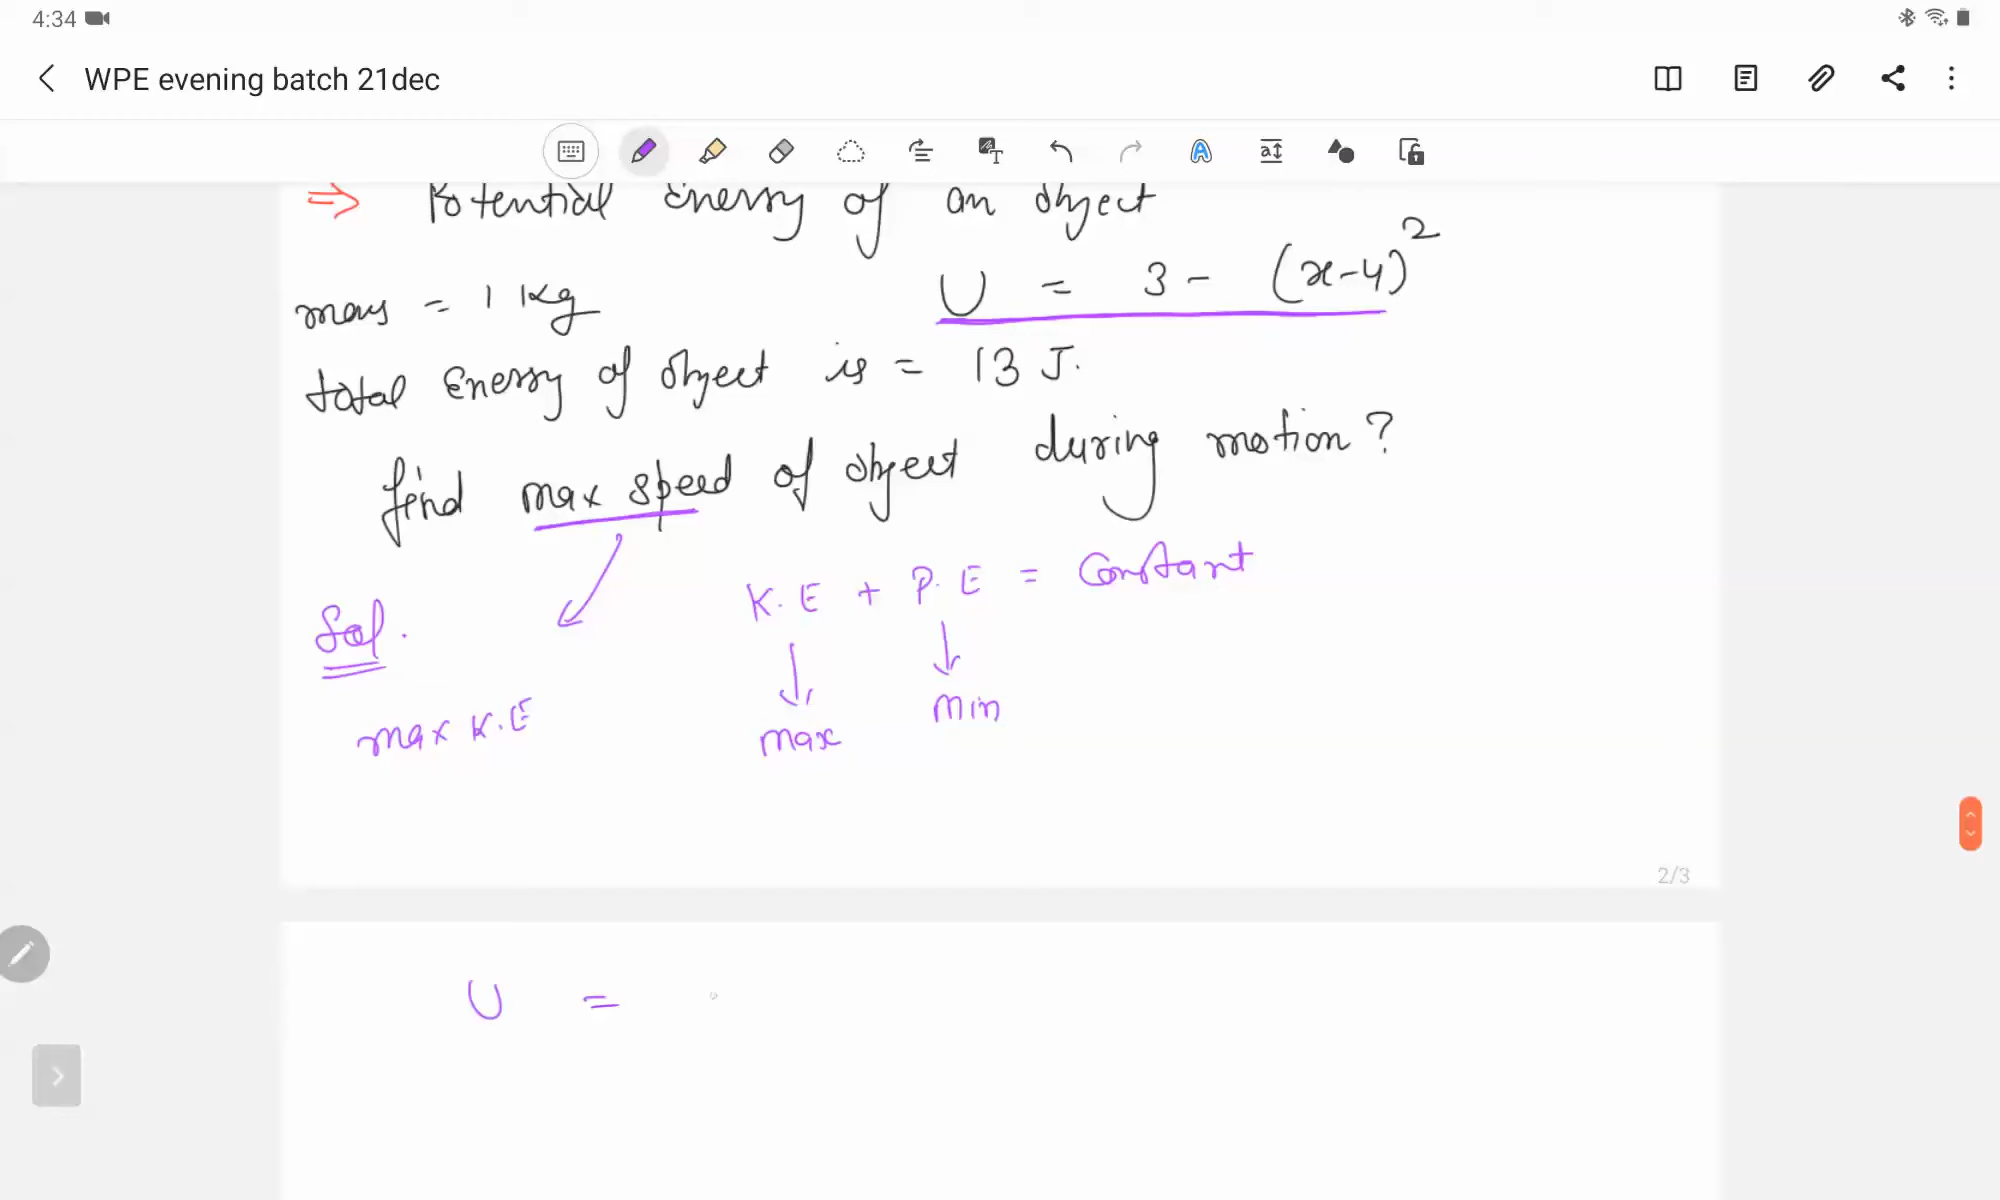 4:34
WPE evening batch 21dec
⇒ Potential Energy of an object
mass = 1 Kg U = 3 - (x-4)²
total Energy of object is = 13 J.
find max speed of object during motion?
Sol. K.E + P.E = Constant
max K.E max min
2/3
U =